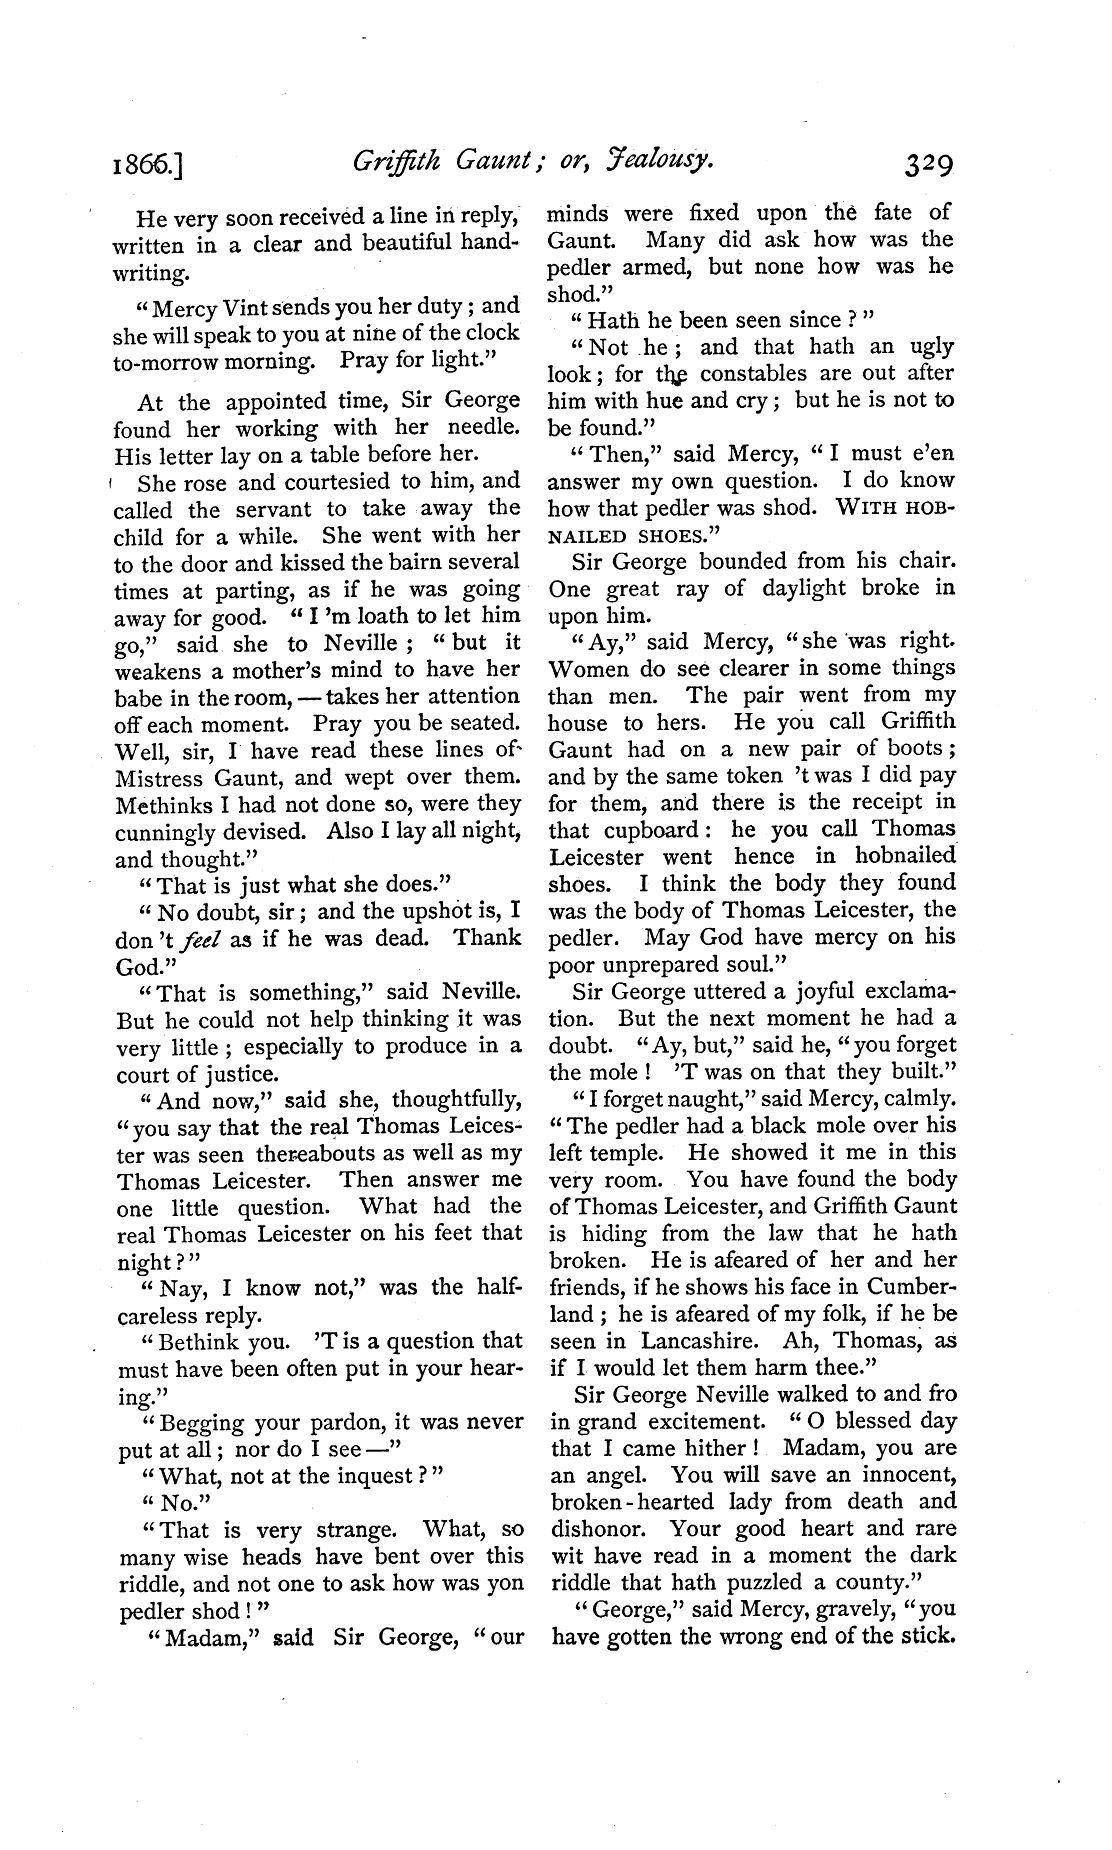 1866.] Griffith Gaunt; or, Jealousy. 329
He very soon received a line in reply,
written in a clear and beautiful hand-
writing.
“Mercy Vint sends you her duty; and
she will speak to you at nine of the clock
to-morrow morning. Pray for light.”
At the appointed time, Sir George
found her working with her needle.
His letter lay on a table before her.
She rose and courtesied to him, and
called the servant to take away the
child for a while. She went with her
to the door and kissed the bairn several
times at parting, as if he was going
away for good. “I 'm loath to let him
go,” said she to Neville; “but it
weakens a mother's mind to have her
babe in the room, — takes her attention
off each moment. Pray you be seated.
Well, sir, I have read these lines of
Mistress Gaunt, and wept over them.
Methinks I had not done so, were they
cunningly devised. Also I lay all night,
and thought.”
“That is just what she does.”
“No doubt, sir; and the upshot is, I
don 't feel as if he was dead. Thank
God.”
“That is something,” said Neville.
But he could not help thinking it was
very little; especially to produce in a
court of justice.
“And now,” said she, thoughtfully,
“you say that the real Thomas Leices-
ter was seen thereabouts as well as my
Thomas Leicester. Then answer me
one little question. What had the
real Thomas Leicester on his feet that
night?”
“Nay, I know not,” was the half-
careless reply.
“Bethink you. 'T is a question that
must have been often put in your hear-
ing.”
“Begging your pardon, it was never
put at all; nor do I see —”
“What, not at the inquest?”
“No.”
“That is very strange. What, so
many wise heads have bent over this
riddle, and not one to ask how was yon
pedler shod!”
“Madam,” said Sir George, “our
minds were fixed upon the fate of
Gaunt. Many did ask how was the
pedler armed, but none how was he
shod.”
“Hath he been seen since?”
“Not he; and that hath an ugly
look; for the constables are out after
him with hue and cry; but he is not to
be found.”
“Then,” said Mercy, “I must e'en
answer my own question. I do know
how that pedler was shod. WITH HOB-
NAILED SHOES.”
Sir George bounded from his chair.
One great ray of daylight broke in
upon him.
“Ay,” said Mercy, “she was right.
Women do see clearer in some things
than men. The pair went from my
house to hers. He you call Griffith
Gaunt had on a new pair of boots;
and by the same token 't was I did pay
for them, and there is the receipt in
that cupboard: he you call Thomas
Leicester went hence in hobnailed
shoes. I think the body they found
was the body of Thomas Leicester, the
pedler. May God have mercy on his
poor unprepared soul.”
Sir George uttered a joyful exclama-
tion. But the next moment he had a
doubt. “Ay, but,” said he, “you forget
the mole! 'T was on that they built.”
“I forget naught,” said Mercy, calmly.
“The pedler had a black mole over his
left temple. He showed it me in this
very room. You have found the body
of Thomas Leicester, and Griffith Gaunt
is hiding from the law that he hath
broken. He is afeared of her and her
friends, if he shows his face in Cumber-
land; he is afeared of my folk, if he be
seen in Lancashire. Ah, Thomas, as
if I would let them harm thee.”
Sir George Neville walked to and fro
in grand excitement. “O blessed day
that I came hither! Madam, you are
an angel. You will save an innocent,
broken-hearted lady from death and
dishonor. Your good heart and rare
wit have read in a moment the dark
riddle that hath puzzled a county.”
“George,” said Mercy, gravely, “you
have gotten the wrong end of the stick.